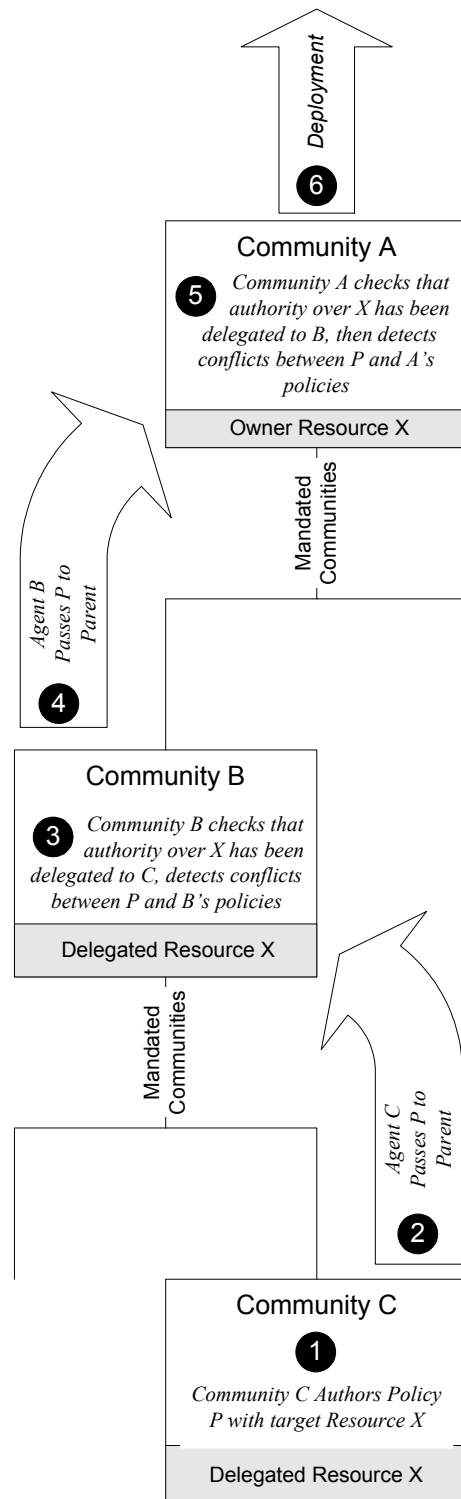 Deployment
6
Community A
5
Community A checks that
authority over X has been
delegated to B, then detects
conflicts between P and A's
policies
Owner Resource X
Mandated
Communities
Agent B
Passes P to
Parent
4
Community B
3
Community B checks that
authority over X has been
delegated to C, detects conflicts
between P and B's policies
Delegated Resource X
Mandated
Communities
Agent C
Passes P to
Parent
2
Community C
1
Community C Authors Policy
P with target Resource X
Delegated Resource X